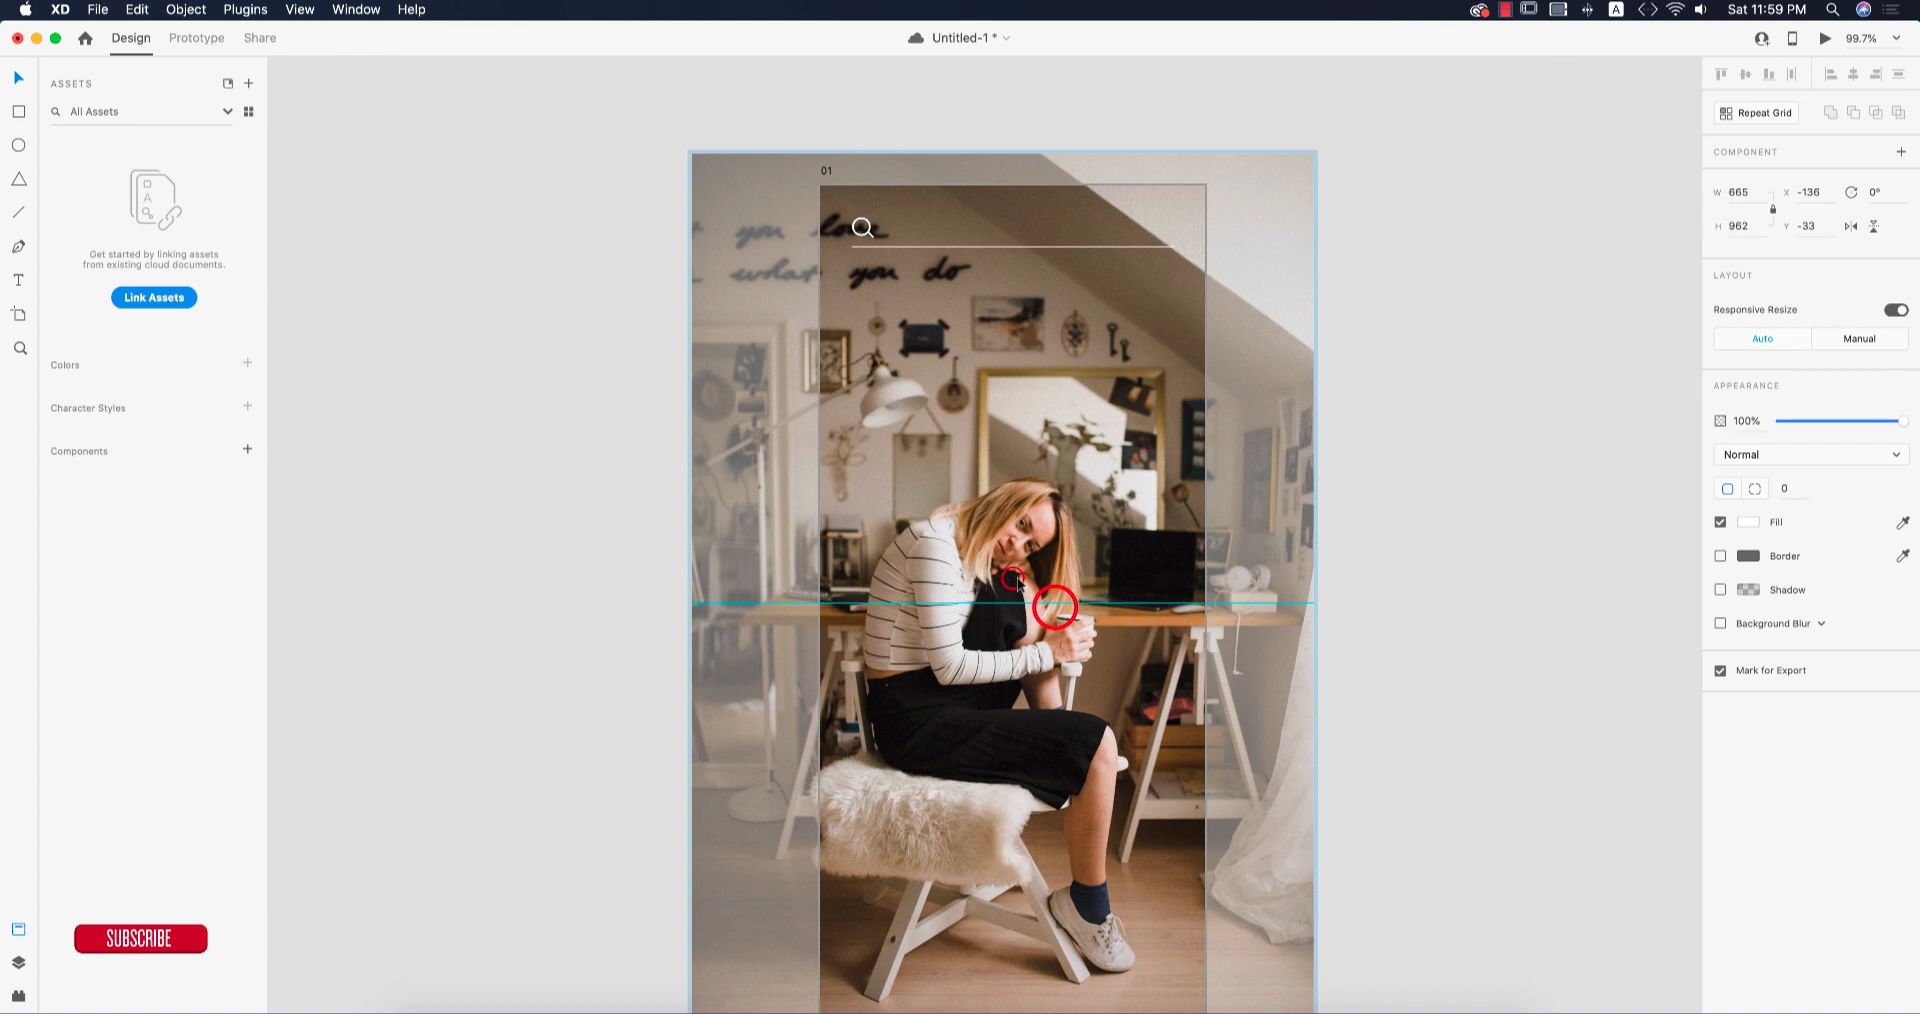 XD File Edit Object Plugins View Window Help
A Sat 11:59 PM
Design Prototype Share
Untitled-1 *
99.7%
ASSETS
All Assets
A
Get started by linking assets
from existing cloud documents.
Link Assets
Colors
Character Styles
Components
SUBSCRIBE
01
you love
what you do
Repeat Grid
COMPONENT
W 665 X -136 0°
H 962 Y -33
LAYOUT
Responsive Resize
Auto Manual
APPEARANCE
100%
Normal
0
Fill
Border
Shadow
Background Blur
Mark for Export